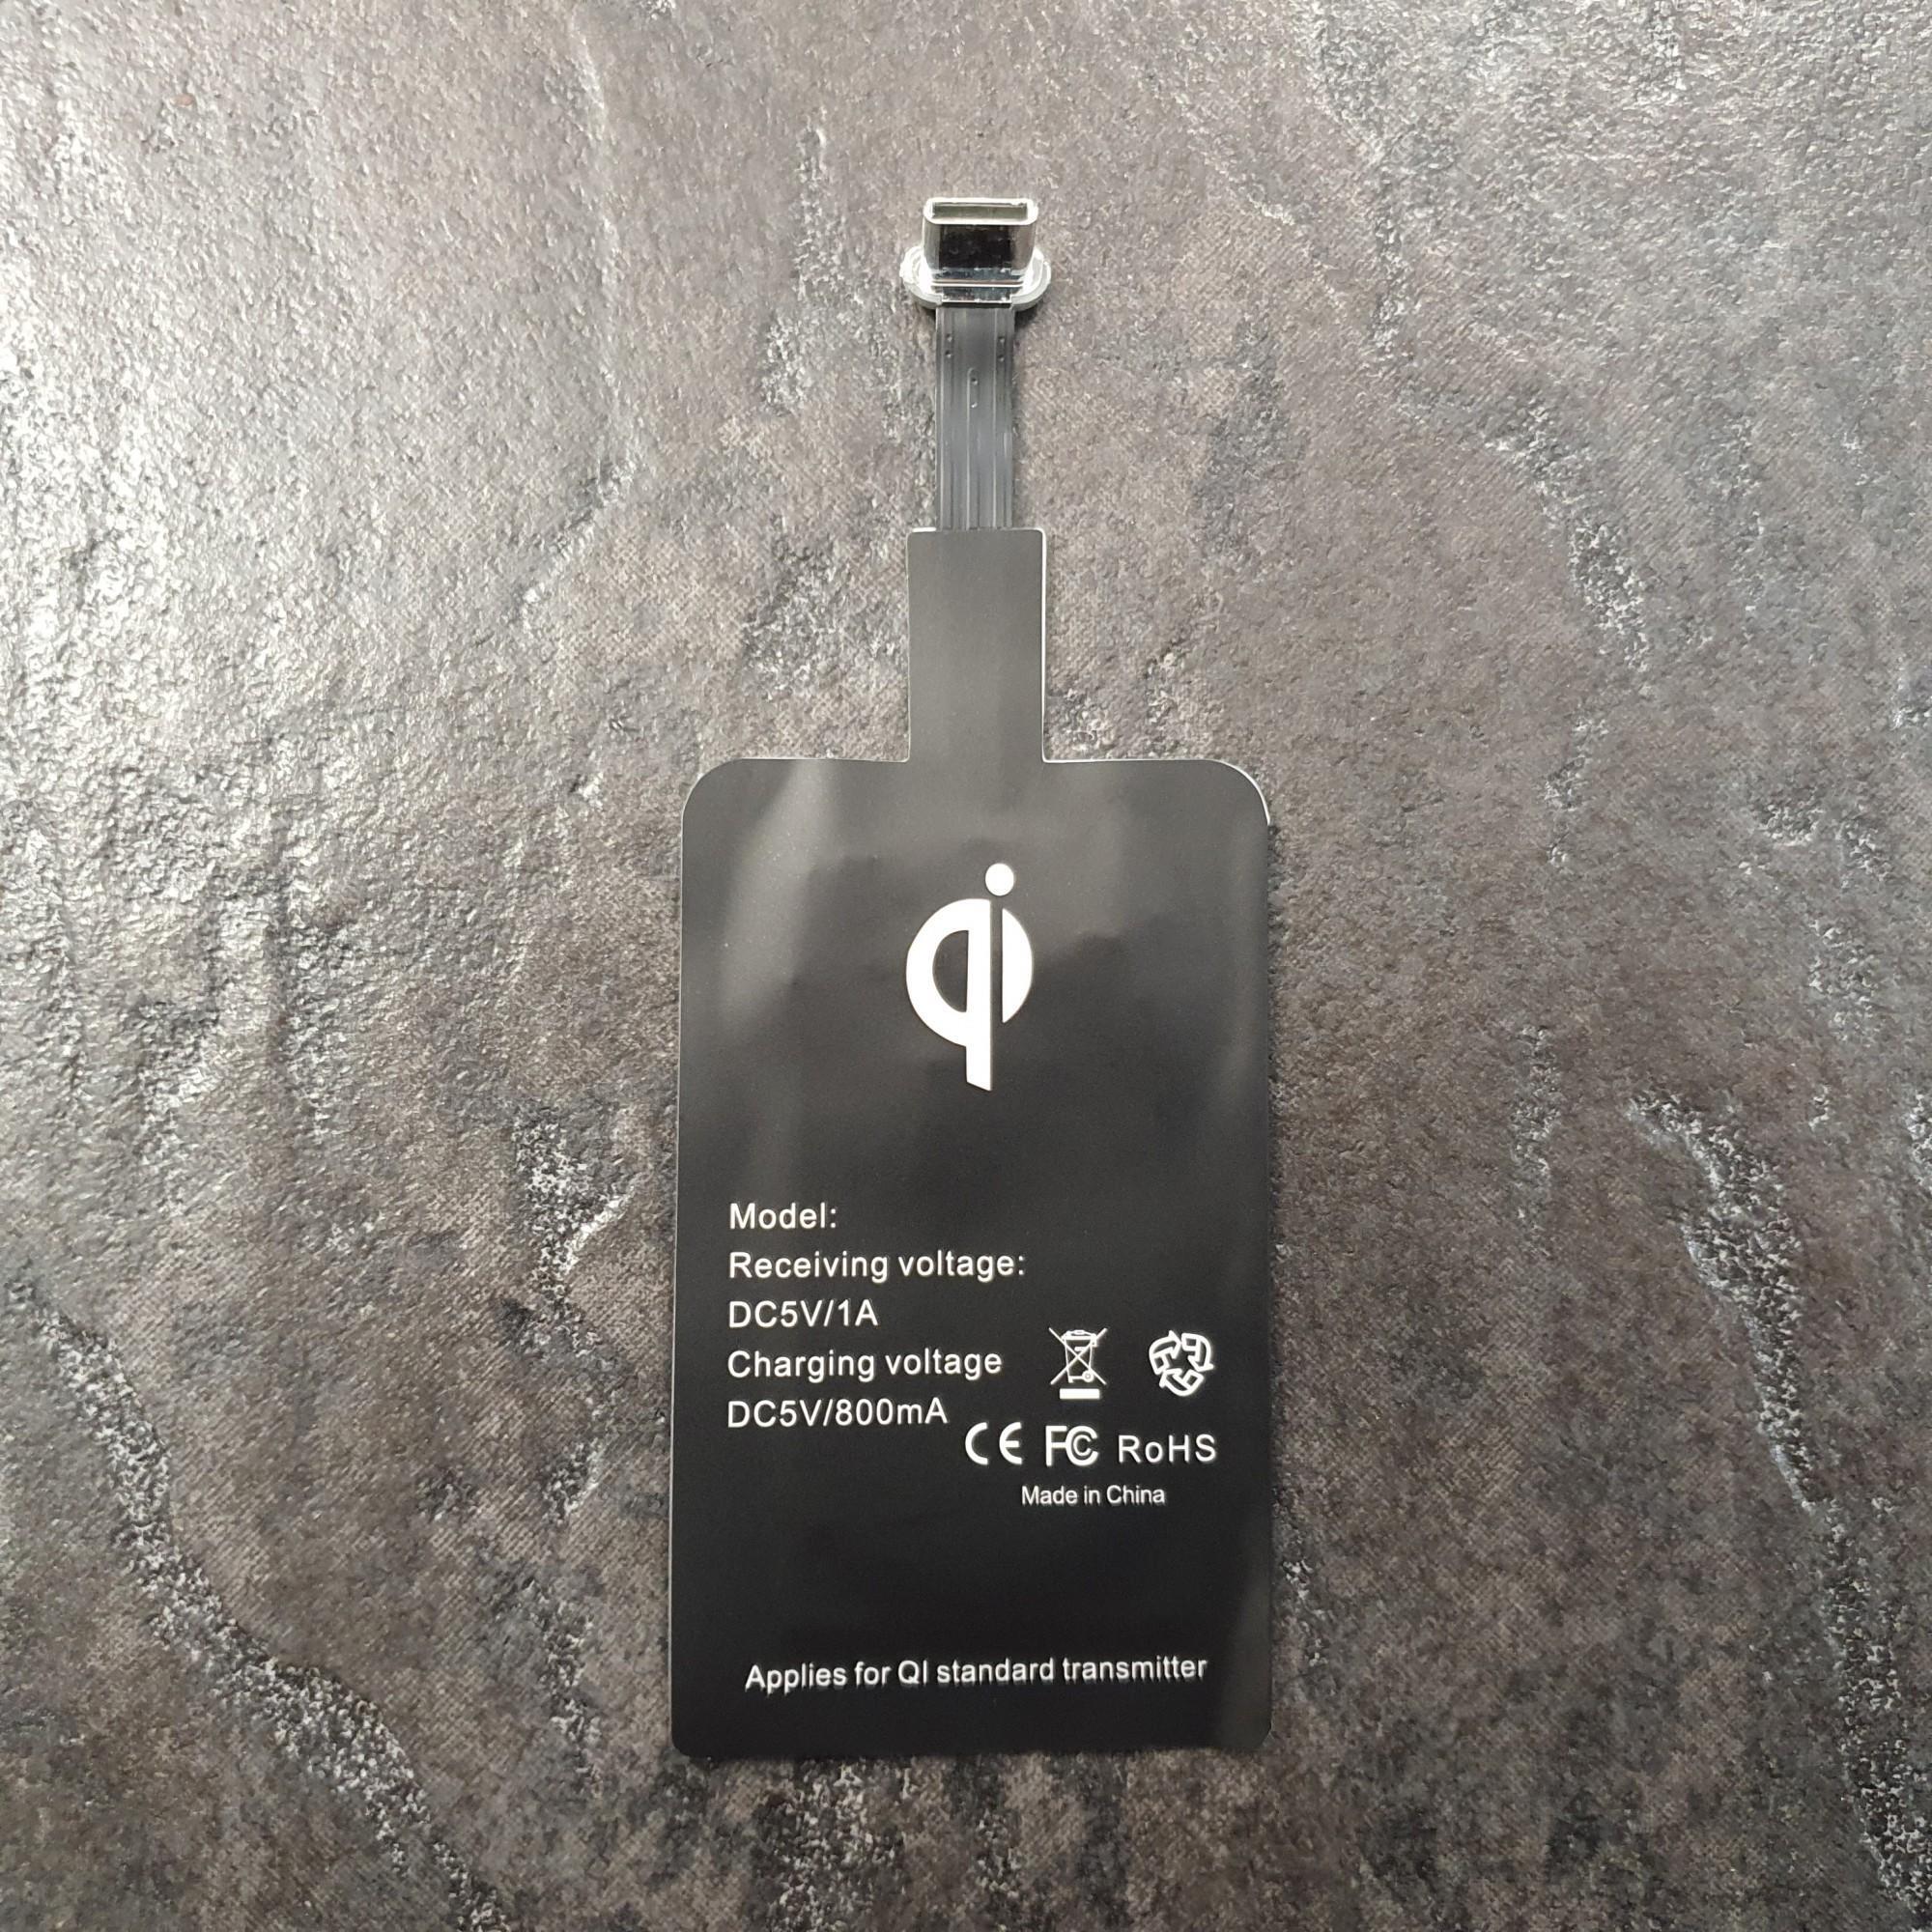 qi
Model:
Receiving voltage:
DC5V/1A
Charging voltage
DC5V/800mA
CE FC RoHS
Made in China
Applies for QI standard transmitter